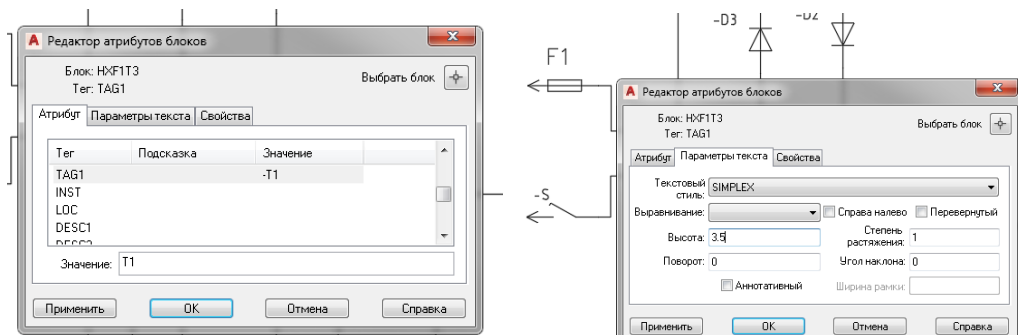 Редактор атрибутов блоков
Блок: HXF1T3
Тег: TAG1
Выбрать блок
Атрибут Параметры текста Свойства
Тег Подсказка Значение
TAG1 -T1
INST
LOC
DESC1
Значение: T1
Применить OK Отмена Справка
-D3
-D2
F1
-S
Редактор атрибутов блоков
Блок: HXF1T3
Тег: TAG1
Выбрать блок
Атрибут Параметры текста Свойства
Текстовый стиль: SIMPLEX
Выравнивание: Справа налево Перевернутый
Высота: 3.5 Степень растяжения: 1
Поворот: 0 Угол наклона: 0
Аннотативный Ширина рамки:
Применить OK Отмена Справка